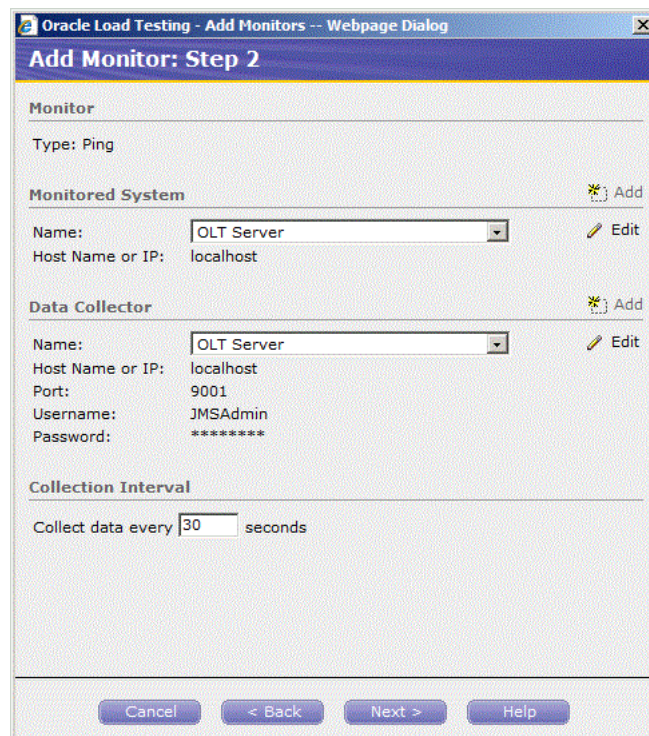 Oracle Load Testing - Add Monitors -- Webpage Dialog
Add Monitor: Step 2
Monitor
Type: Ping
Monitored System Add
Name: OLT Server Edit
Host Name or IP: localhost
Data Collector Add
Name: OLT Server Edit
Host Name or IP: localhost
Port: 9001
Username: JMSAdmin
Password: ********
Collection Interval
Collect data every 30 seconds
Cancel < Back Next > Help